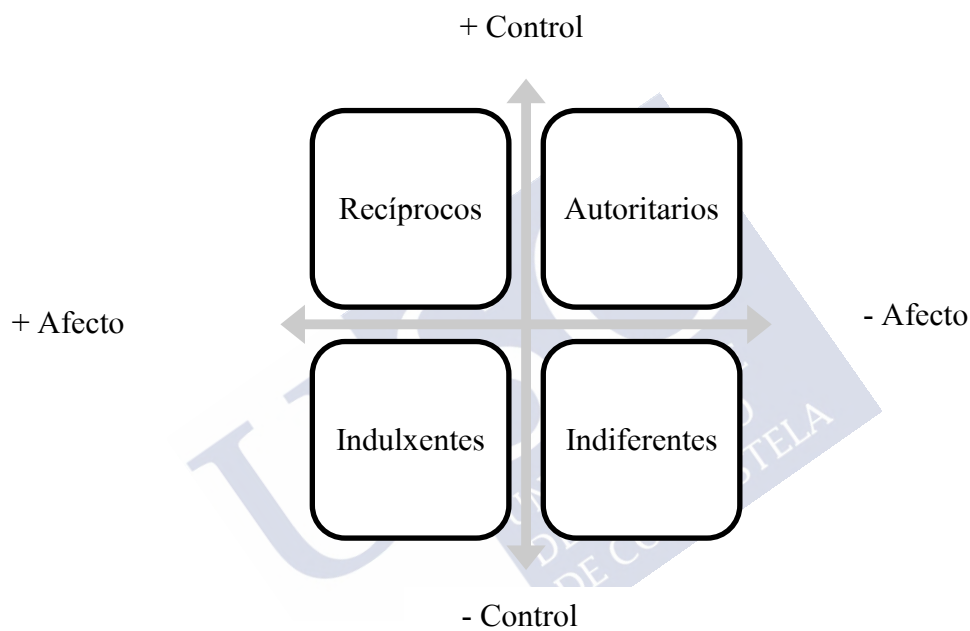 + Control
Recíprocos
Autoritarios
+ Afecto
- Afecto
Indulxentes
Indiferentes
- Control